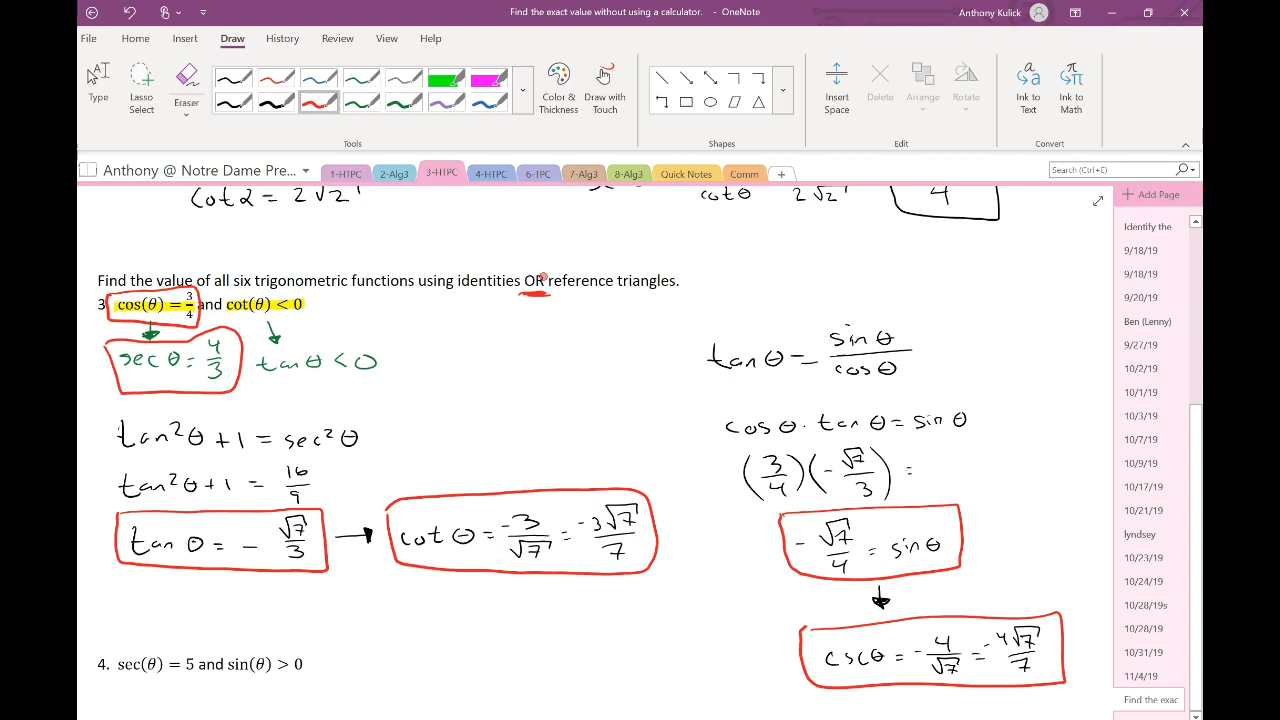 Find the exact value without using a calculator. - OneNote
Anthony Kulick
File Home Insert Draw History Review View Help
Type
Lasso Select
Eraser
Color & Thickness
Draw with Touch
Insert Space
Delete
Arrange
Rotate
Ink to Text
Ink to Math
Tools
Shapes
Edit
Convert
Anthony @ Notre Dame Pre...
1-HTPC 2-Alg3 3-HTPC 4-HTPC 6-1PC 7-Alg3 8-Alg3 Quick Notes Comm +
Search (Ctrl+E)
cot2 = 2√2
cotθ
2√2
4
Find the value of all six trigonometric functions using identities OR reference triangles.
3 cos(θ) = 3/4 and cot(θ) < 0
sec θ = 4/3
tan θ < 0
tan²θ + 1 = sec²θ
tan²θ + 1 = 16/9
tan θ = - √7/3
cot θ = -3/√7 = -3√7/7
tan θ = sin θ/cos θ
cos θ · tan θ = sin θ
(3/4)(-√7/3) =
- √7/4 = sin θ
csc θ = - 4/√7 = -4√7/7
4. sec(θ) = 5 and sin(θ) > 0
Add Page
Identify the
9/18/19
9/18/19
9/20/19
Ben (Lenny)
9/27/19
10/2/19
10/1/19
10/3/19
10/7/19
10/9/19
10/17/19
10/21/19
lyndsey
10/23/19
10/24/19
10/28/19s
10/28/19
10/31/19
11/4/19
Find the exac